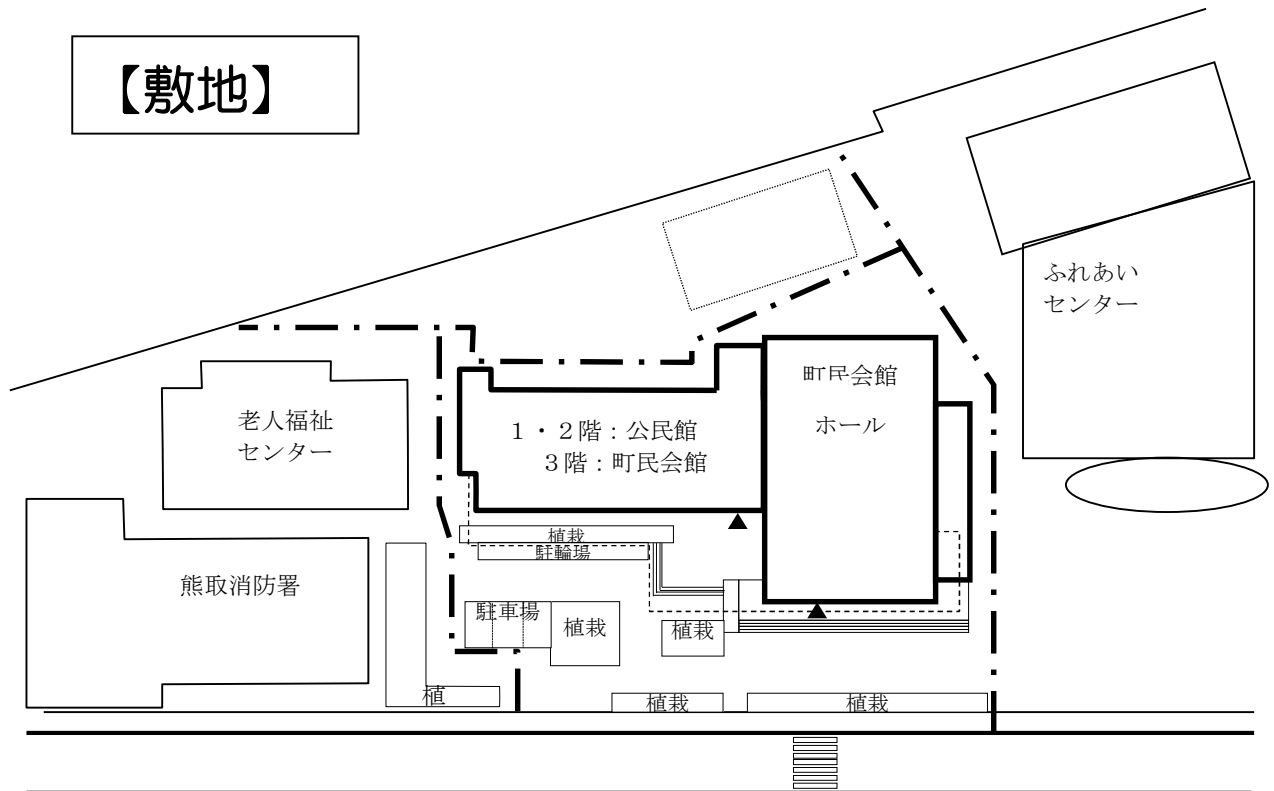 【敷地】
ふれあい
センター
町民会館
ホール
老人福祉
センター
１・２階：公民館
３階：町民会館
植栽
駐輪場
熊取消防署
駐車場
植栽
植栽
植
植栽
植栽